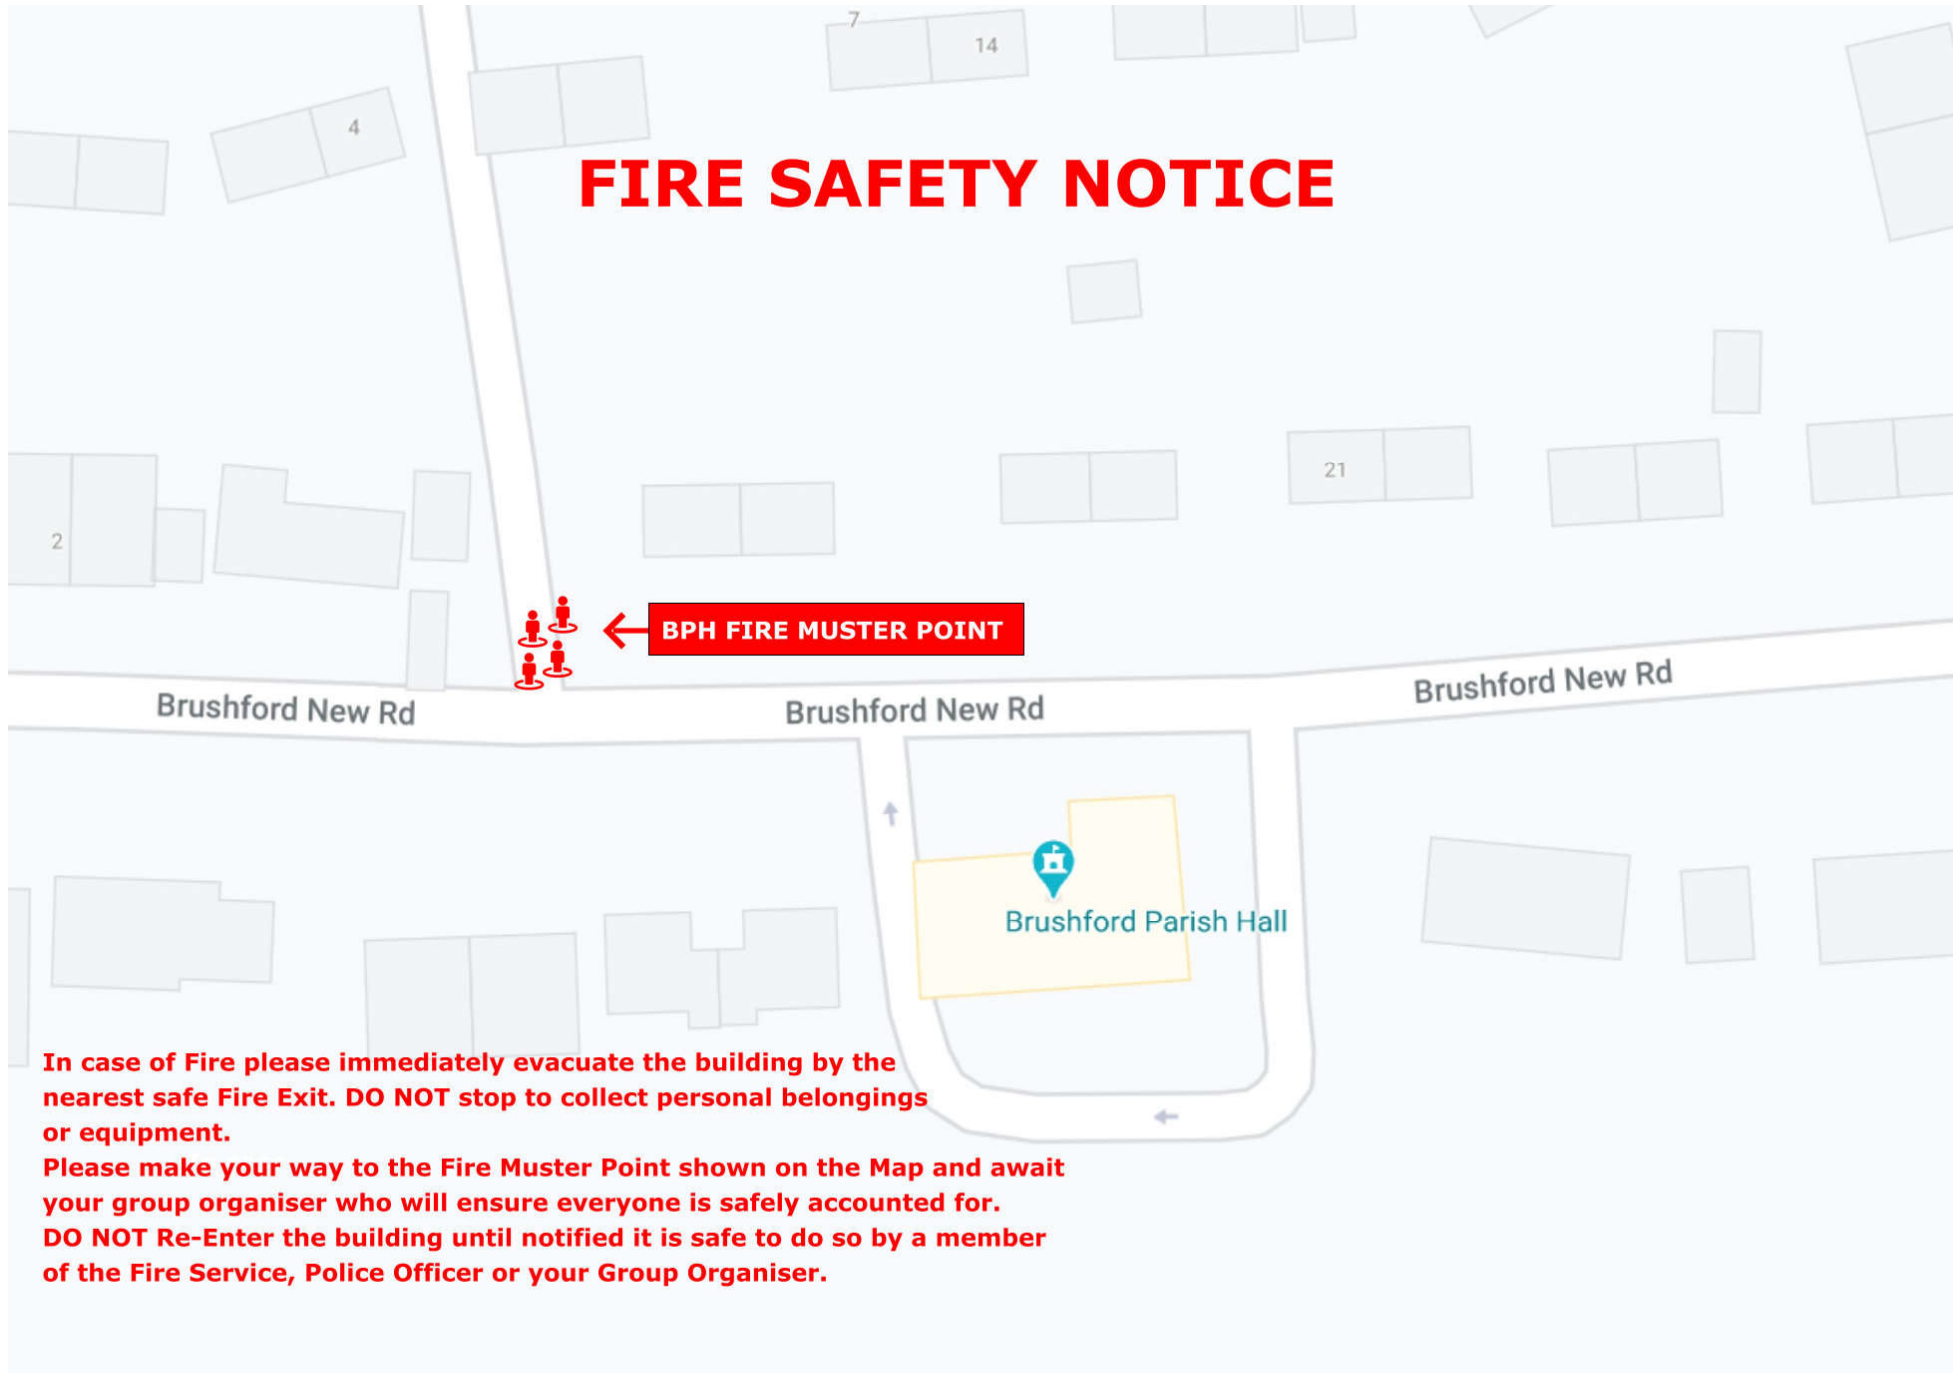 7
14
4
FIRE SAFETY NOTICE
21
2
BPH FIRE MUSTER POINT
Brushford New Rd
Brushford New Rd
Brushford New Rd
Brushford Parish Hall
In case of Fire please immediately evacuate the building by the
nearest safe Fire Exit. DO NOT stop to collect personal belongings
or equipment.
Please make your way to the Fire Muster Point shown on the Map and await
your group organiser who will ensure everyone is safely accounted for.
DO NOT Re-Enter the building until notified it is safe to do so by a member
of the Fire Service, Police Officer or your Group Organiser.